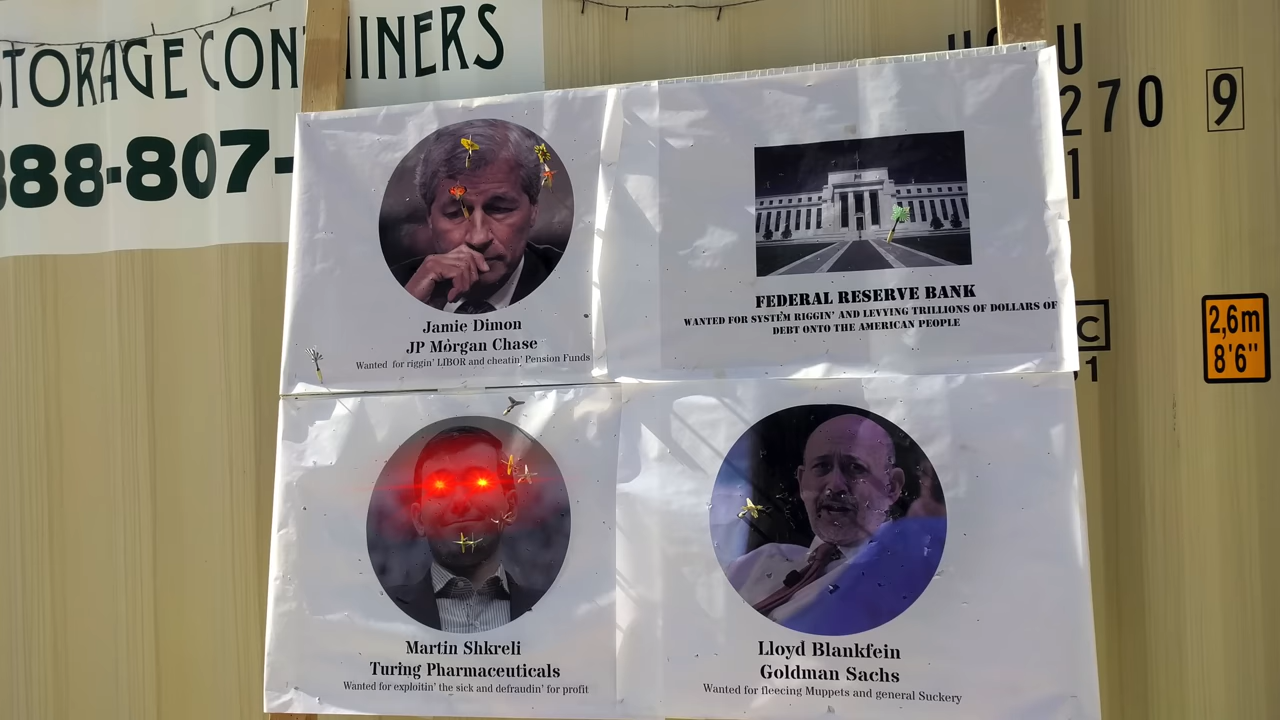 STORAGE CONTAINERS
888-807-
U
270 9
1
Jamie Dimon
JP Morgan Chase
Wanted for riggin' LIBOR and cheatin' Pension Funds
FEDERAL RESERVE BANK
WANTED FOR SYSTEM RIGGIN' AND LEVYING TRILLIONS OF DOLLARS OF
DEBT ONTO THE AMERICAN PEOPLE
C
1
2,6m
8'6"
Martin Shkreli
Turing Pharmaceuticals
Wanted for exploitin' the sick and defraudin' for profit
Lloyd Blankfein
Goldman Sachs
Wanted for fleecing Muppets and general Suckery